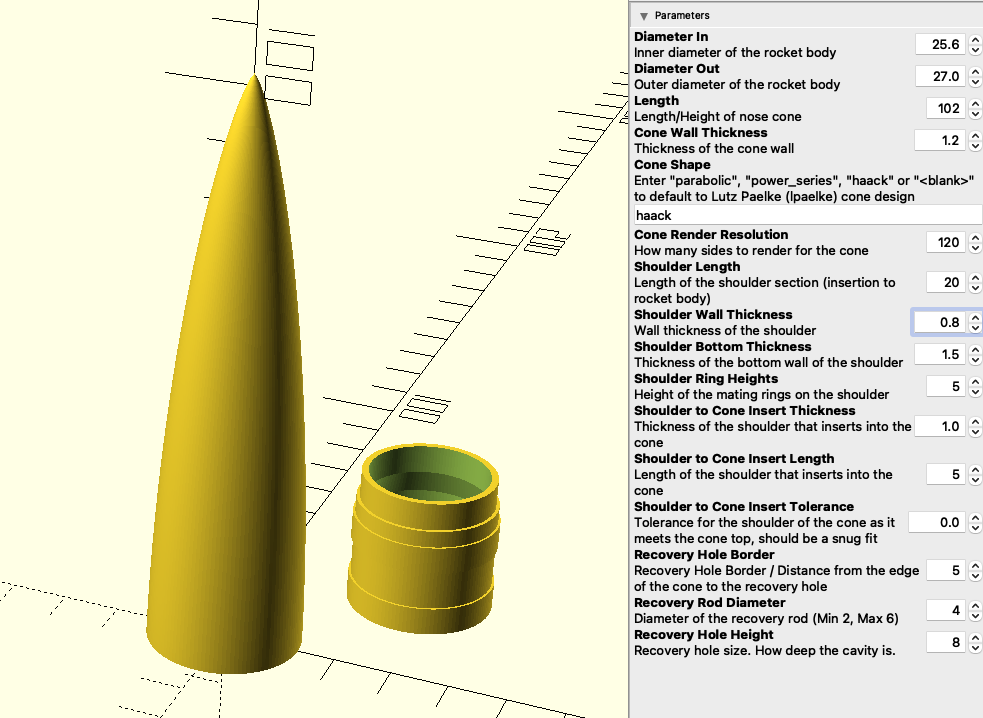 Parameters
Diameter In
Inner diameter of the rocket body
25.6
Diameter Out
Outer diameter of the rocket body
27.0
Length
Length/Height of nose cone
102
Cone Wall Thickness
Thickness of the cone wall
1.2
Cone Shape
Enter "parabolic", "power_series", "haack" or "<blank>"
to default to Lutz Paelke (lpaelke) cone design
haack
Cone Render Resolution
How many sides to render for the cone
120
Shoulder Length
Length of the shoulder section (insertion to
rocket body)
20
Shoulder Wall Thickness
Wall thickness of the shoulder
0.8
Shoulder Bottom Thickness
Thickness of the bottom wall of the shoulder
1.5
Shoulder Ring Heights
Height of the mating rings on the shoulder
5
Shoulder to Cone Insert Thickness
Thickness of the shoulder that inserts into the
cone
1.0
Shoulder to Cone Insert Length
Length of the shoulder that inserts into the
cone
5
Shoulder to Cone Insert Tolerance
Tolerance for the shoulder of the cone as it
meets the cone top, should be a snug fit
0.0
Recovery Hole Border
Recovery Hole Border / Distance from the edge
of the cone to the recovery hole
5
Recovery Rod Diameter
Diameter of the recovery rod (Min 2, Max 6)
4
Recovery Hole Height
Recovery hole size. How deep the cavity is.
8